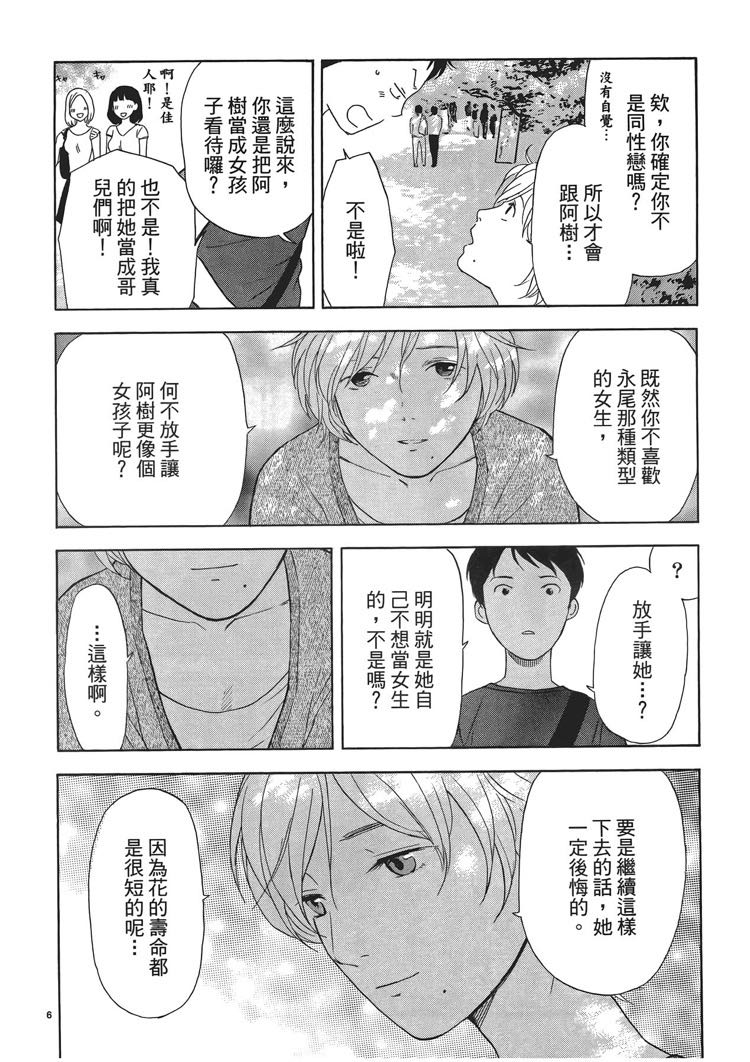 欸，你確定你不
是同性戀嗎？
所以才會
跟阿樹…
沒有自覺…
不是啦！
這麼說來，
你還是把阿
樹當成女孩
子看待囉？
啊！是佳
人耶！
也不是！我真
的把她當成哥
兒們啊！
既然你不喜歡
永尾那種類型
的女生，
何不放手讓
阿樹更像個
女孩子呢？
？
放手讓她…？
明明就是她自
己不想當女生
的，不是嗎？
…這樣啊。
要是繼續這樣
下去的話，她
一定後悔的。
因為花的壽命都
是很短的呢…
6